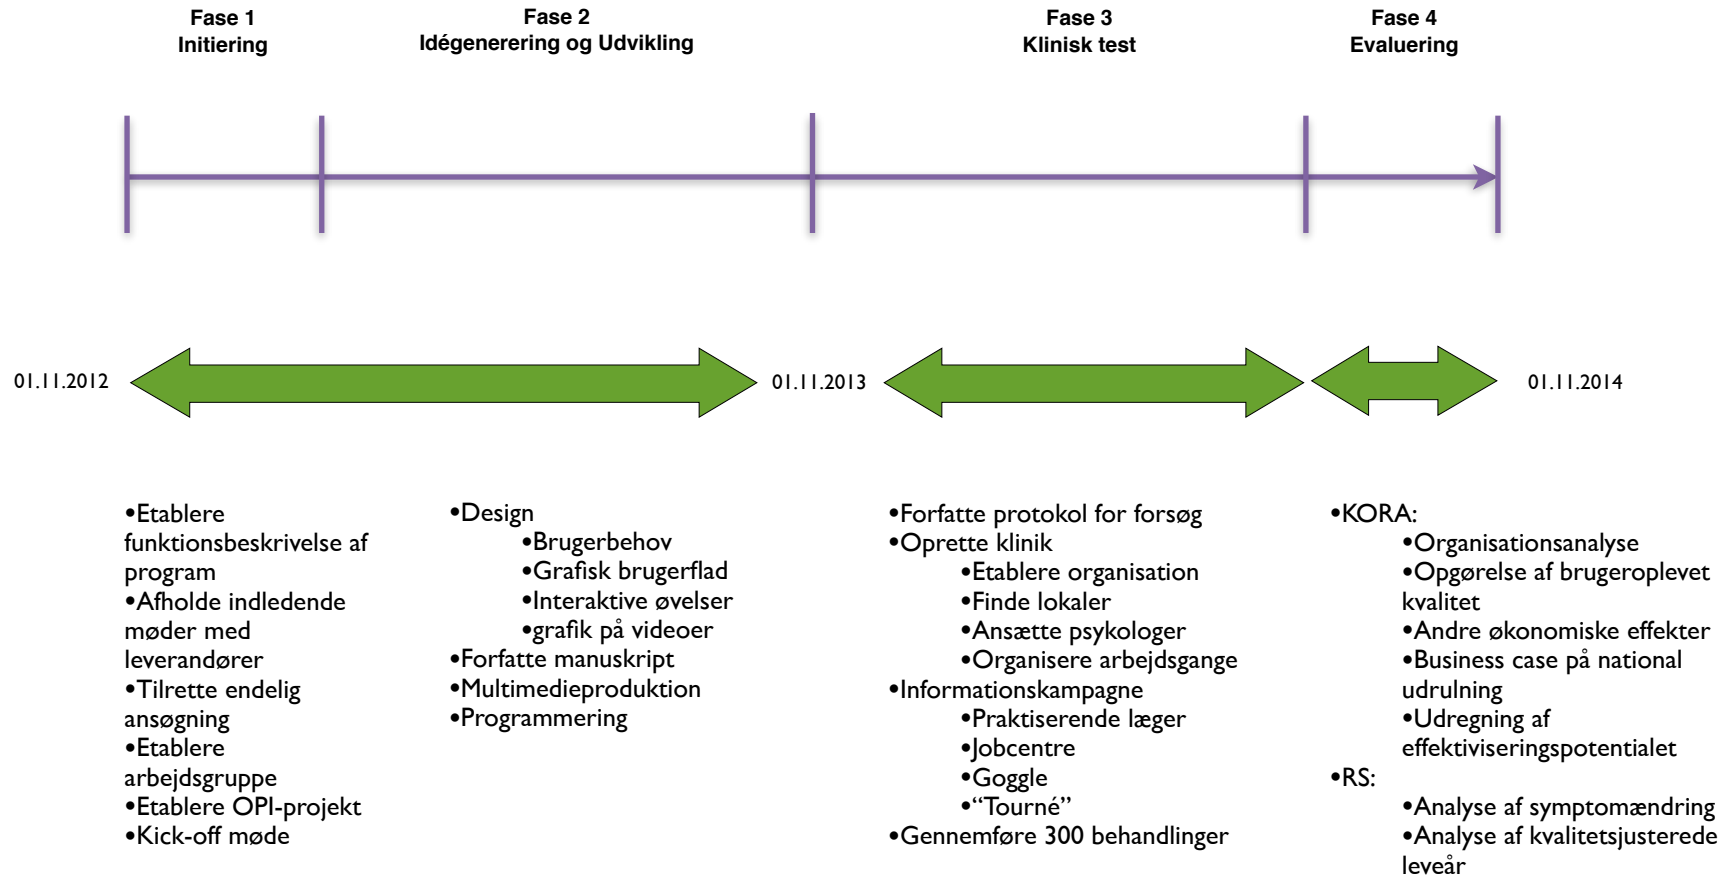 Fase 1
Initiering
Fase 2
Idégenerering og Udvikling
Fase 3
Klinisk test
Fase 4
Evaluering
01.11.2012
01.11.2013
01.11.2014
•Etablere
funktionsbeskrivelse af
program
•Afholde indledende
møder med
leverandører
•Tilrette endelig
ansøgning
•Etablere
arbejdsgruppe
•Etablere OPI-projekt
•Kick-off møde
•Design
•Brugerbehov
•Grafisk brugerflad
•Interaktive øvelser
•grafik på videoer
•Forfatte manuskript
•Multimedieproduktion
•Programmering
•Forfatte protokol for forsøg
•Oprette klinik
•Etablere organisation
•Finde lokaler
•Ansætte psykologer
•Organisere arbejdsgange
•Informationskampagne
•Praktiserende læger
•Jobcentre
•Goggle
•“Tourné”
•Gennemføre 300 behandlinger
•KORA:
•Organisationsanalyse
•Opgørelse af brugeroplevet
kvalitet
•Andre økonomiske effekter
•Business case på national
udrulning
•Udregning af
effektiviseringspotentialet
•RS:
•Analyse af symptomændring
•Analyse af kvalitetsjusterede
leveår